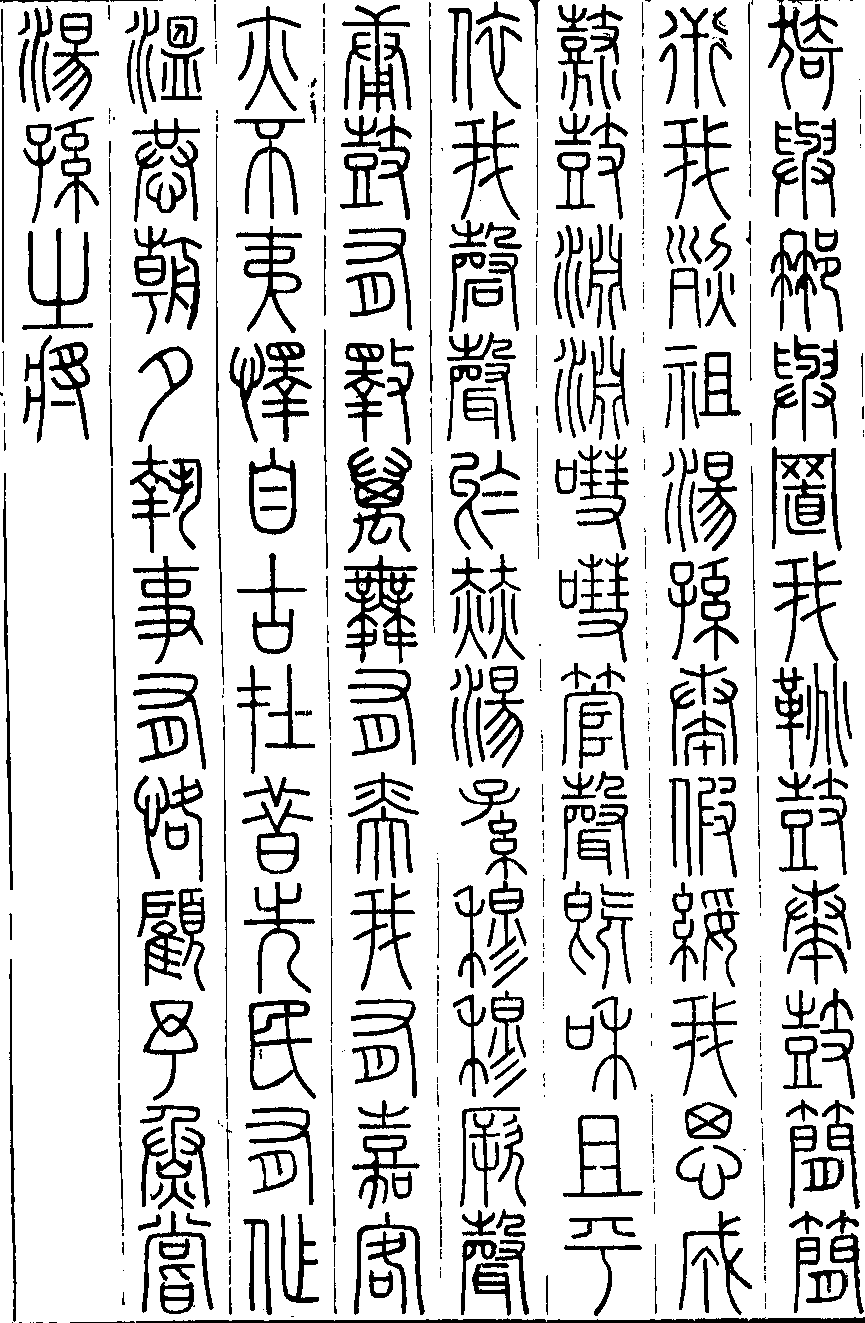 猗與那與置我鞉鼓奏鼓簡簡
衎我烈祖湯孫奏假綏我思成
鞉鼓淵淵嘒嘒管聲既和且平
依我磬聲於赫湯孫穆穆厥聲
庸鼓有斁萬舞有奕我有嘉客
亦不夷懌自古在昔先民有作
溫恭朝夕執事有恪顧予烝嘗
湯孫之將